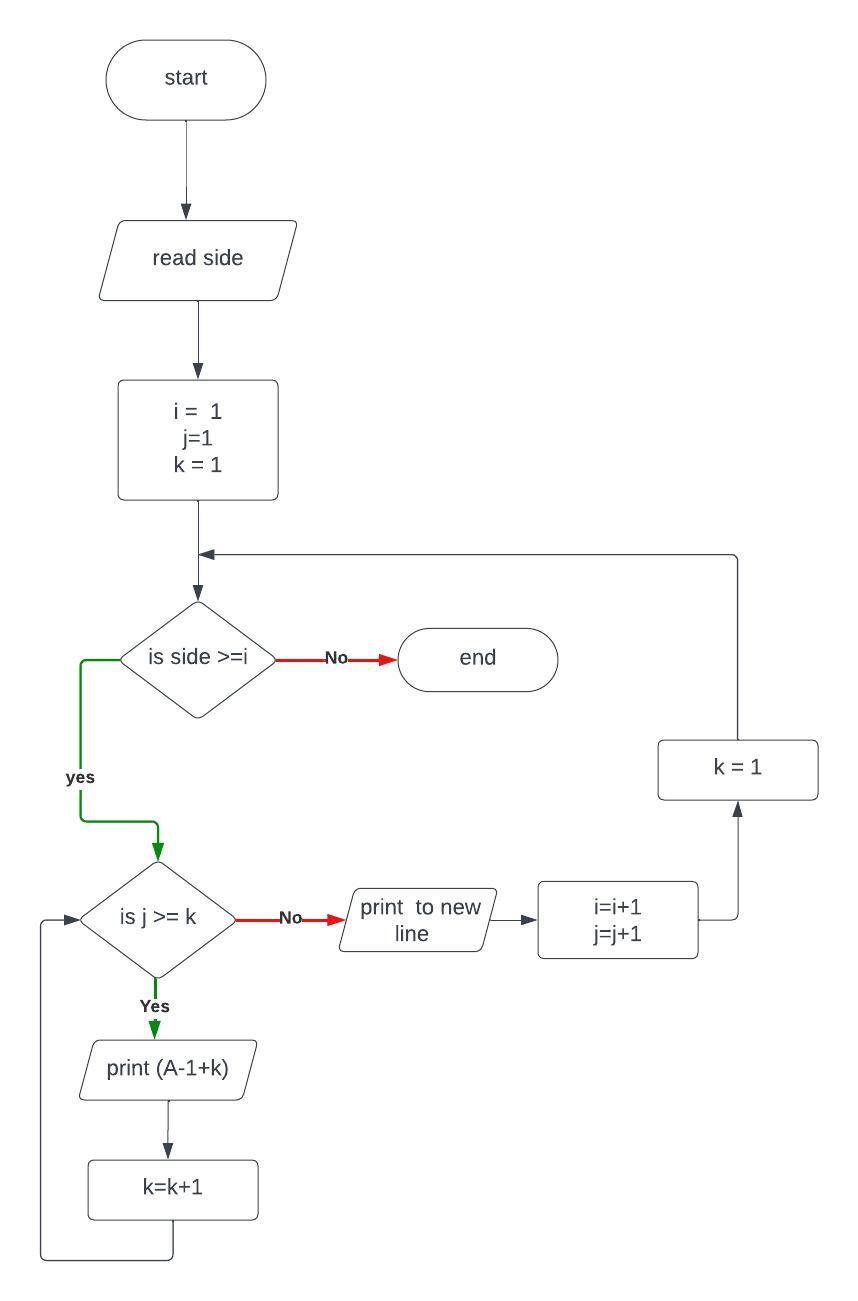 start
read side
i =  1
j=1
k = 1
is side >=i
No
end
yes
k = 1
is j >= k
No
print  to new
line
i=i+1
j=j+1
Yes
print (A-1+k)
k=k+1